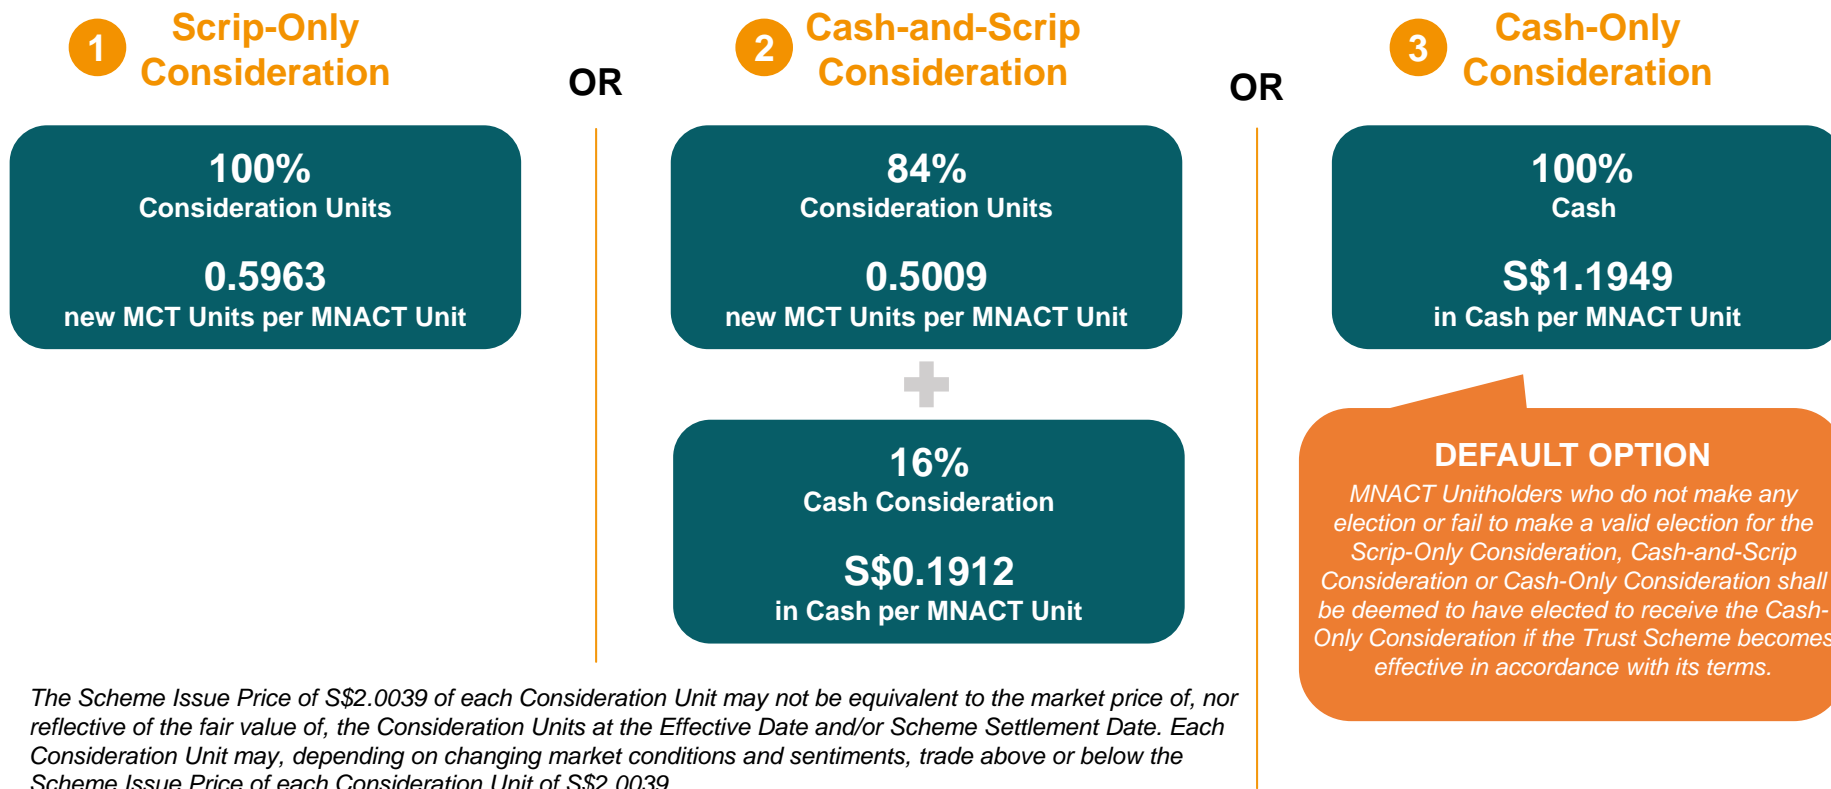 1
Scrip-Only
Consideration
OR
100%
Consideration Units
0.5963
new MCT Units per MNACT Unit
2
Cash-and-Scrip
Consideration
OR
84%
Consideration Units
0.5009
new MCT Units per MNACT Unit
16%
Cash Consideration
S$0.1912
in Cash per MNACT Unit
3
Cash-Only
Consideration
100%
Cash
S$1.1949
in Cash per MNACT Unit
DEFAULT OPTION
MNACT Unitholders who do not make any
election or fail to make a valid election for the
Scrip-Only Consideration, Cash-and-Scrip
Consideration or Cash-Only Consideration shall
be deemed to have elected to receive the Cash-
Only Consideration if the Trust Scheme becomes
effective in accordance with its terms.
The Scheme Issue Price of S$2.0039 of each Consideration Unit may not be equivalent to the market price of, nor
reflective of the fair value of, the Consideration Units at the Effective Date and/or Scheme Settlement Date. Each
Consideration Unit may, depending on changing market conditions and sentiments, trade above or below the
Scheme Issue Price of each Consideration Unit of S$2.0039